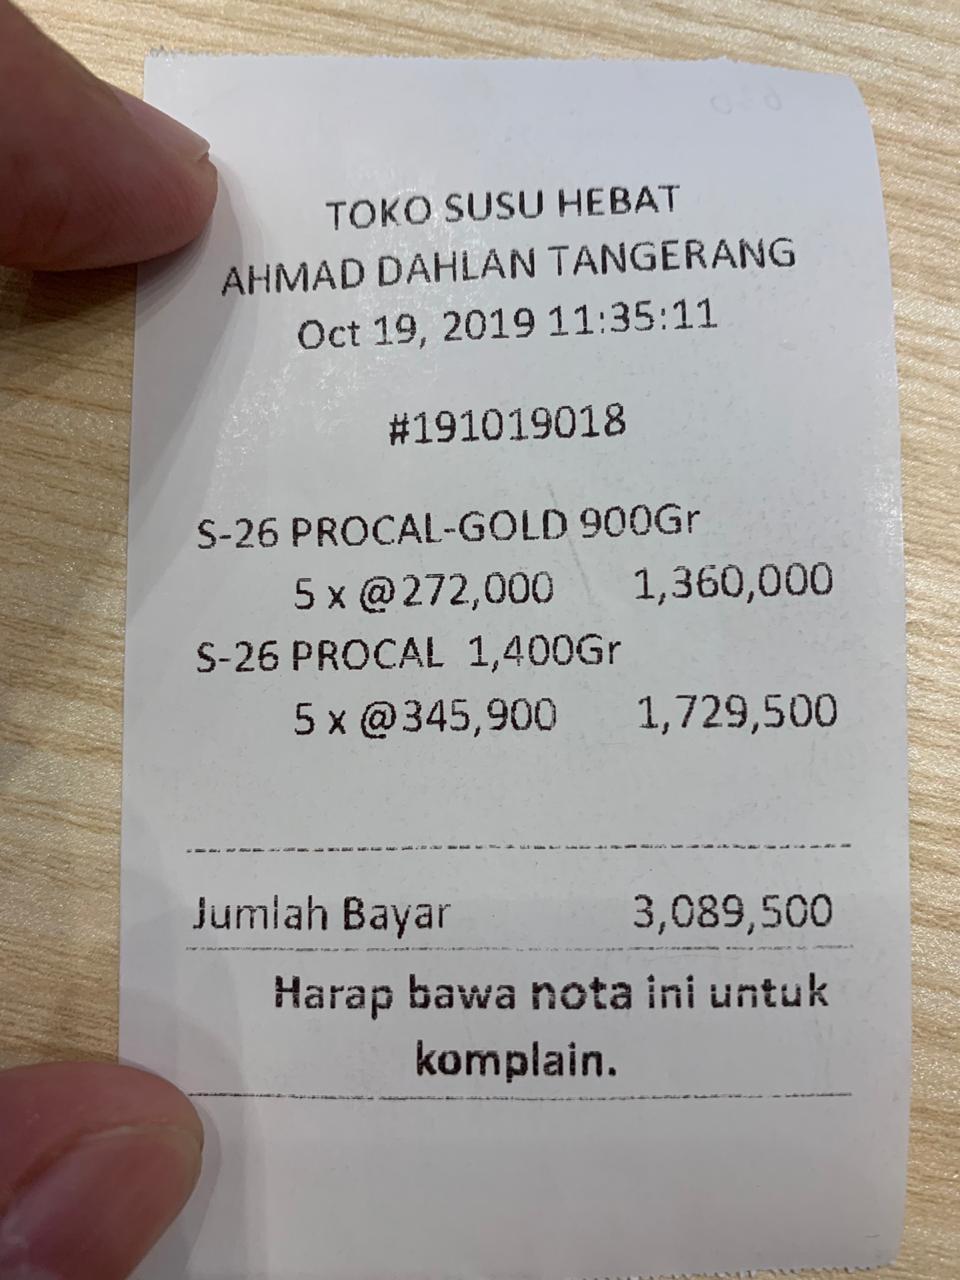 TOKO SUSU HEBAT
AHMAD DAHLAN TANGERANG
Oct 19, 2019 11:35:11
#191019018
S-26 PROCAL-GOLD 900Gr
5 x @272,000 1,360,000
S-26 PROCAL 1,400Gr
5 x @345,900 1,729,500
Jumlah Bayar 3,089,500
Harap bawa nota ini untuk
komplain.